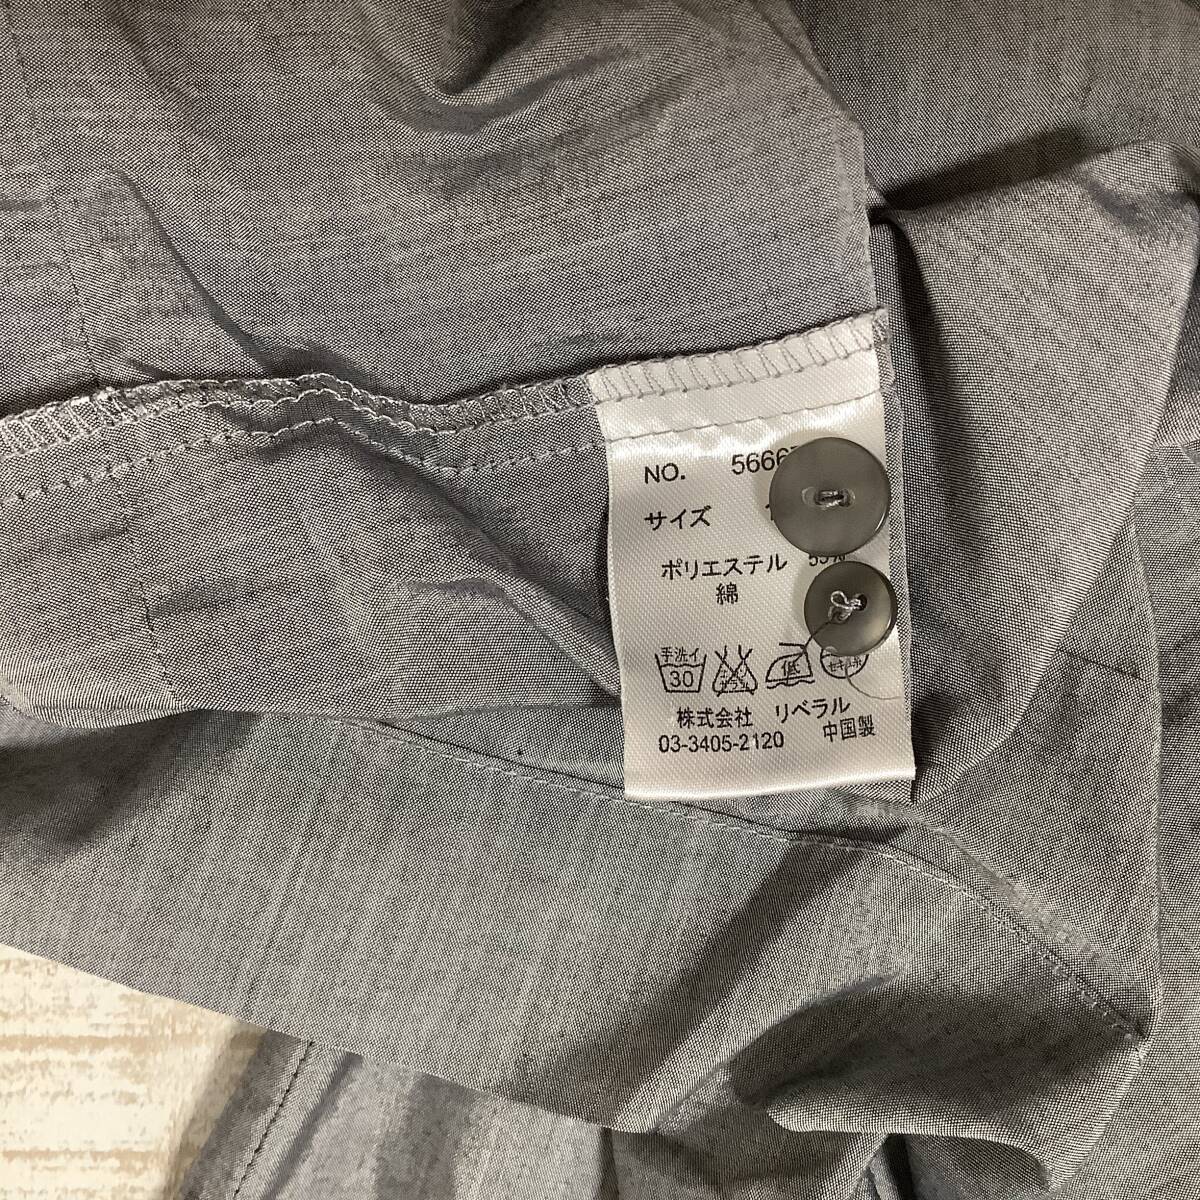 NO.
サイズ
ポリエステル
綿
手洗イ 30 低
株式会社 リベラル
03-3405-2120 中国製